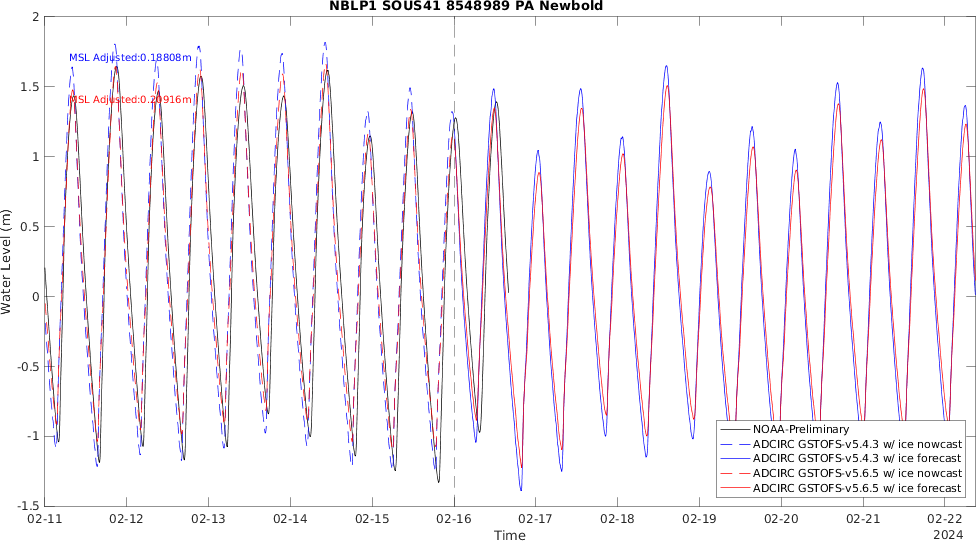 NBLP1 SOUS41 8548989 PA Newbold
Water Level (m)
2
1.5
1
0.5
0
-0.5
-1
-1.5
MSL Adjusted:0.18808m
MSL Adjusted:0.20916m
NOAA-Preliminary
ADCIRC GSTOFS-v5.4.3 w/ ice nowcast
ADCIRC GSTOFS-v5.4.3 w/ ice forecast
ADCIRC GSTOFS-v5.6.5 w/ ice nowcast
ADCIRC GSTOFS-v5.6.5 w/ ice forecast
02-11 02-12 02-13 02-14 02-15 02-16 02-17 02-18 02-19 02-20 02-21 02-22
2024
Time